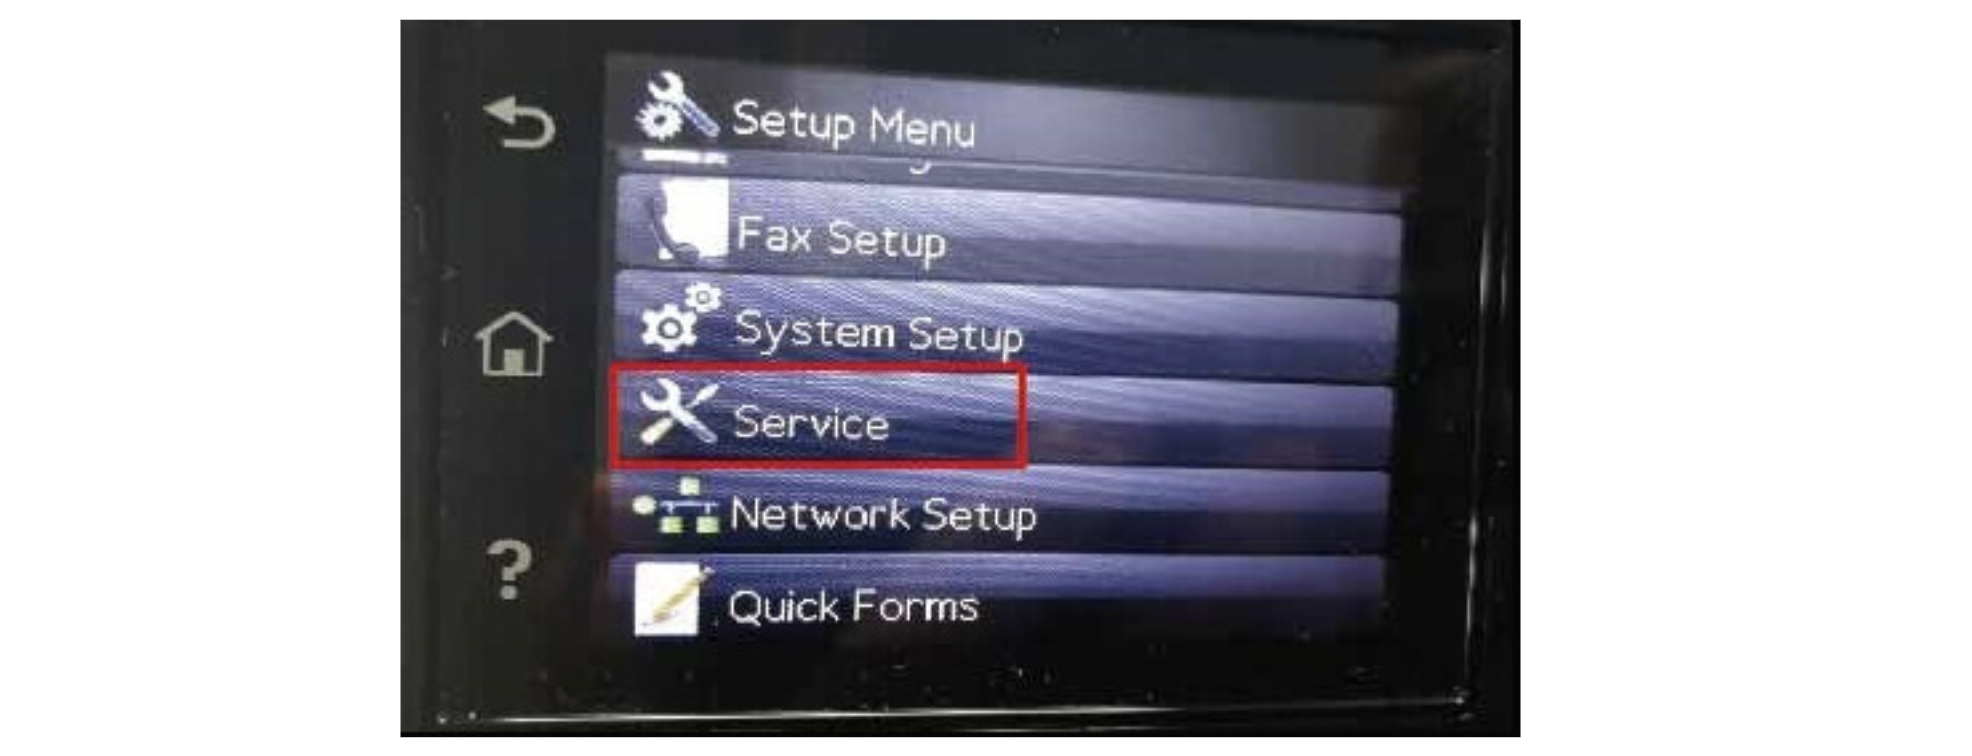 Setup Menu
Fax Setup
System Setup
Service
Network Setup
Quick Forms
?